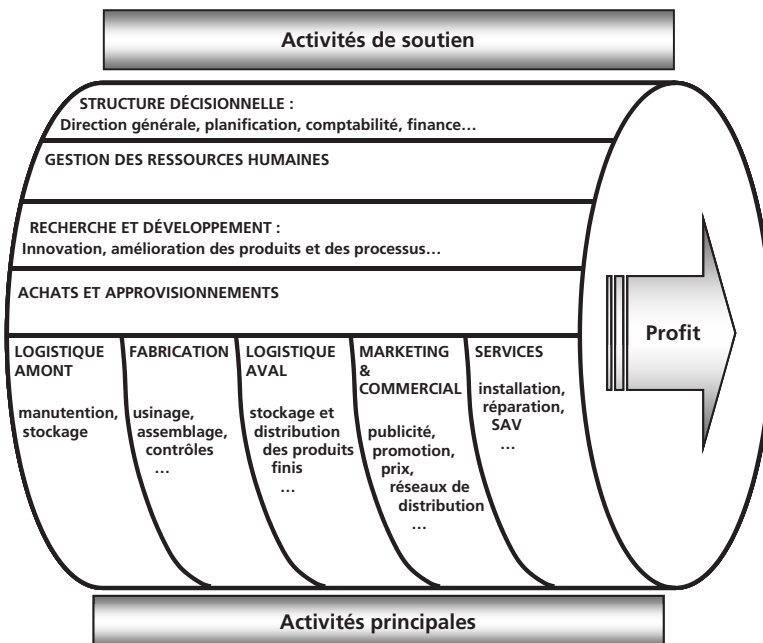 Activités de soutien
STRUCTURE DÉCISIONNELLE :
Direction générale, planification, comptabilité, finance…
GESTION DES RESSOURCES HUMAINES
RECHERCHE ET DÉVELOPPEMENT :
Innovation, amélioration des produits et des processus…
ACHATS ET APPROVISIONNEMENTS
LOGISTIQUE
AMONT
manutention,
stockage
FABRICATION
usinage,
assemblage,
contrôles
…
LOGISTIQUE
AVAL
stockage et
distribution
des produits
finis
…
MARKETING
&
COMMERCIAL
publicité,
promotion,
prix,
réseaux de
distribution
…
SERVICES
installation,
réparation,
SAV
…
Profit
Activités principales